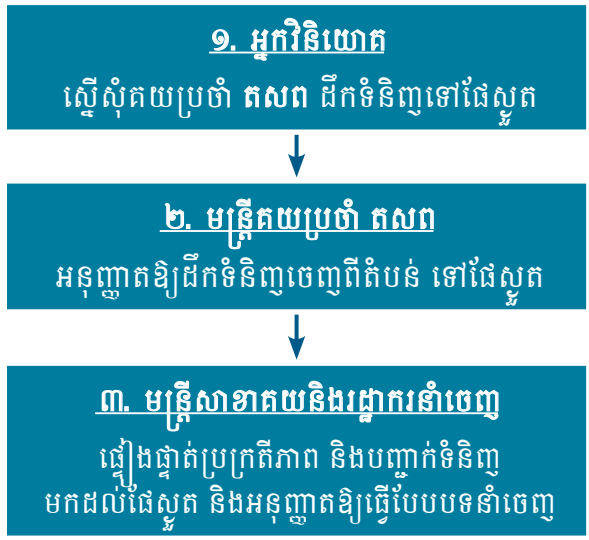 ១. អ្នកវិនិយោគ
ស្នើសុំគយប្រចាំ តសព ដឹកទំនិញទៅផែស្ងួត
២. មន្ត្រីគយប្រចាំ តសព
អនុញ្ញាតឱ្យដឹកទំនិញចេញពីតំបន់ ទៅផែស្ងួត
៣. មន្ត្រីសាខាគយនិងរដ្ឋាករនាំចេញ
ផ្ទៀងផ្ទាត់ប្រក្រតីភាព និងបញ្ជាក់ទំនិញ
មកដល់ផែស្ងួត និងអនុញ្ញាតឱ្យធ្វើបែបបទនាំចេញ